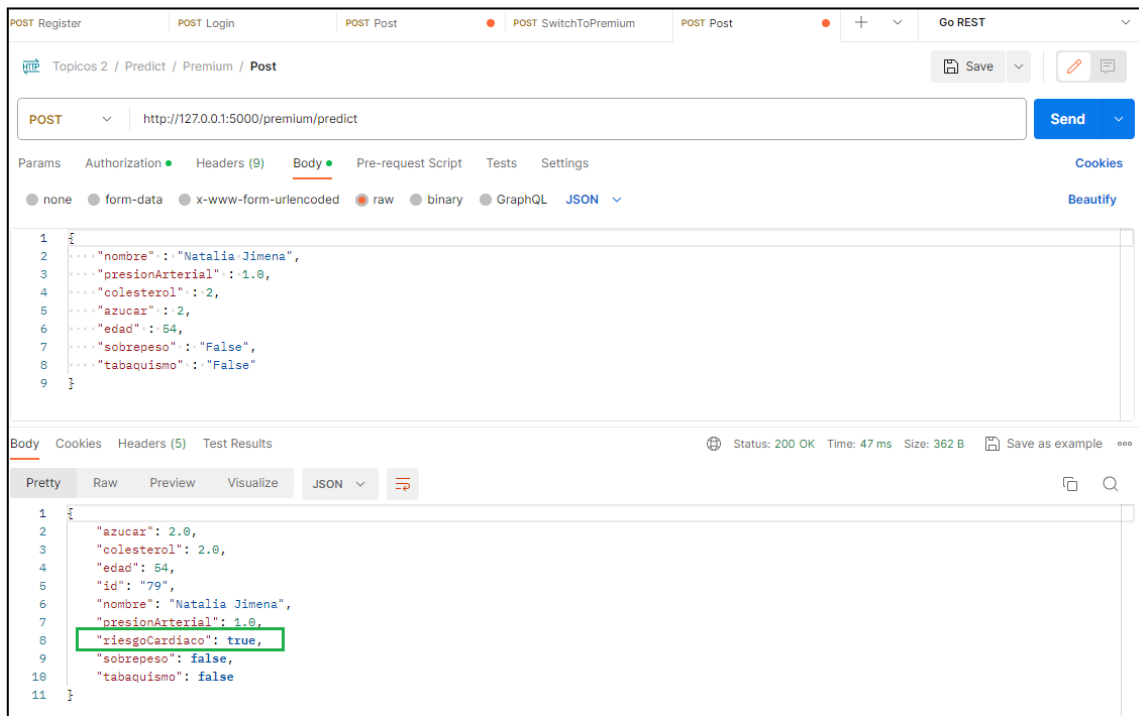 POST Register POST Login POST Post POST SwitchToPremium POST Post Go REST
HTTP Topicos 2 / Predict / Premium / Post Save
POST http://127.0.0.1:5000/premium/predict Send
Params Authorization Headers (9) Body Pre-request Script Tests Settings Cookies
none form-data x-www-form-urlencoded raw binary GraphQL JSON Beautify
1 {
2 "nombre" : "Natalia Jimena",
3 "presionArterial" : 1.0,
4 "colesterol" : 2,
5 "azucar" : 2,
6 "edad" : 54,
7 "sobrepeso" : "False",
8 "tabaquismo" : "False"
9 }
Body Cookies Headers (5) Test Results Status: 200 OK Time: 47 ms Size: 362 B Save as example
Pretty Raw Preview Visualize JSON
1 {
2 "azucar": 2.0,
3 "colesterol": 2.0,
4 "edad": 54,
5 "id": "79",
6 "nombre": "Natalia Jimena",
7 "presionArterial": 1.0,
8 "riesgoCardiaco": true,
9 "sobrepeso": false,
10 "tabaquismo": false
11 }